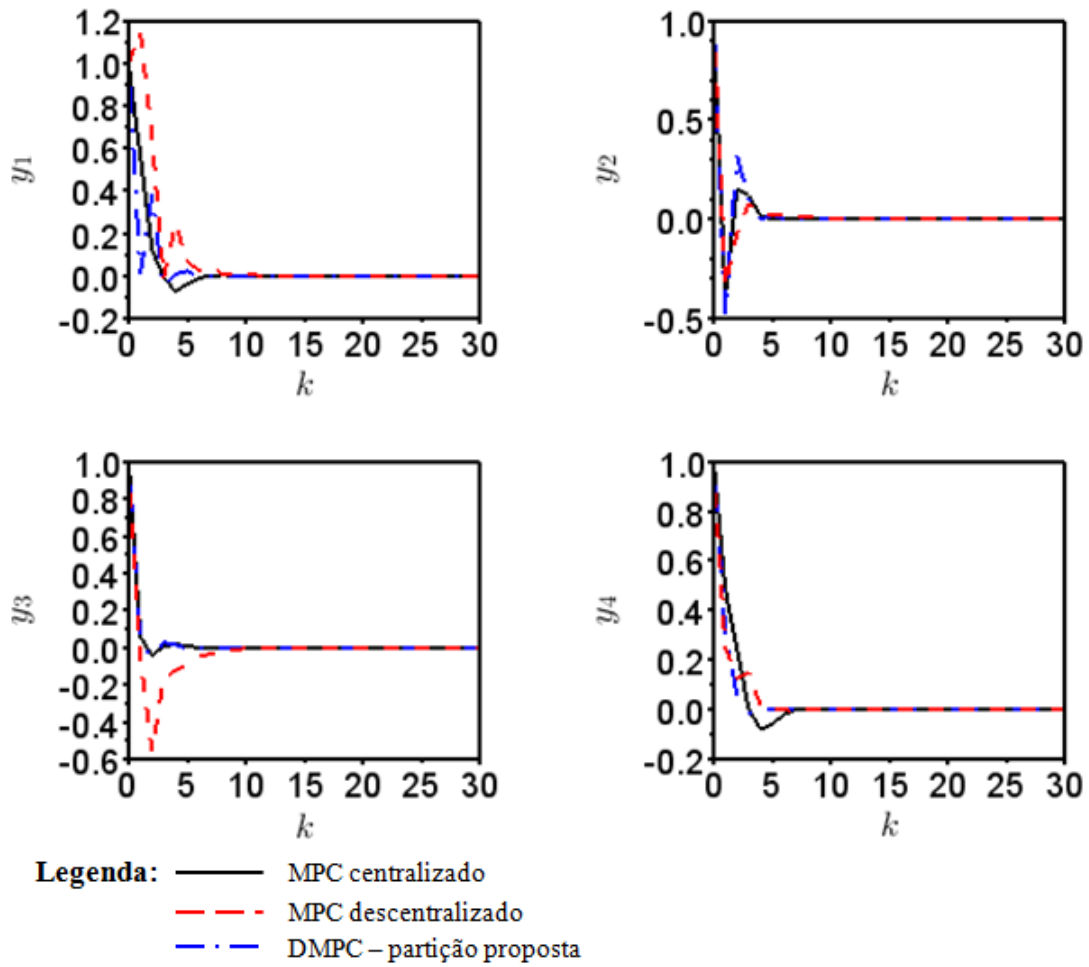 1.2
1.0
0.8
0.6
0.4
0.2
0.0
-0.2
y1
0 5 10 15 20 25 30
k
1.0
0.5
0.0
-0.5
y2
0 5 10 15 20 25 30
k
1.0
0.8
0.6
0.4
0.2
0.0
-0.2
-0.4
-0.6
y3
0 5 10 15 20 25 30
k
1.0
0.8
0.6
0.4
0.2
0.0
-0.2
y4
0 5 10 15 20 25 30
k
Legenda: MPC centralizado
MPC descentralizado
DMPC – partição proposta